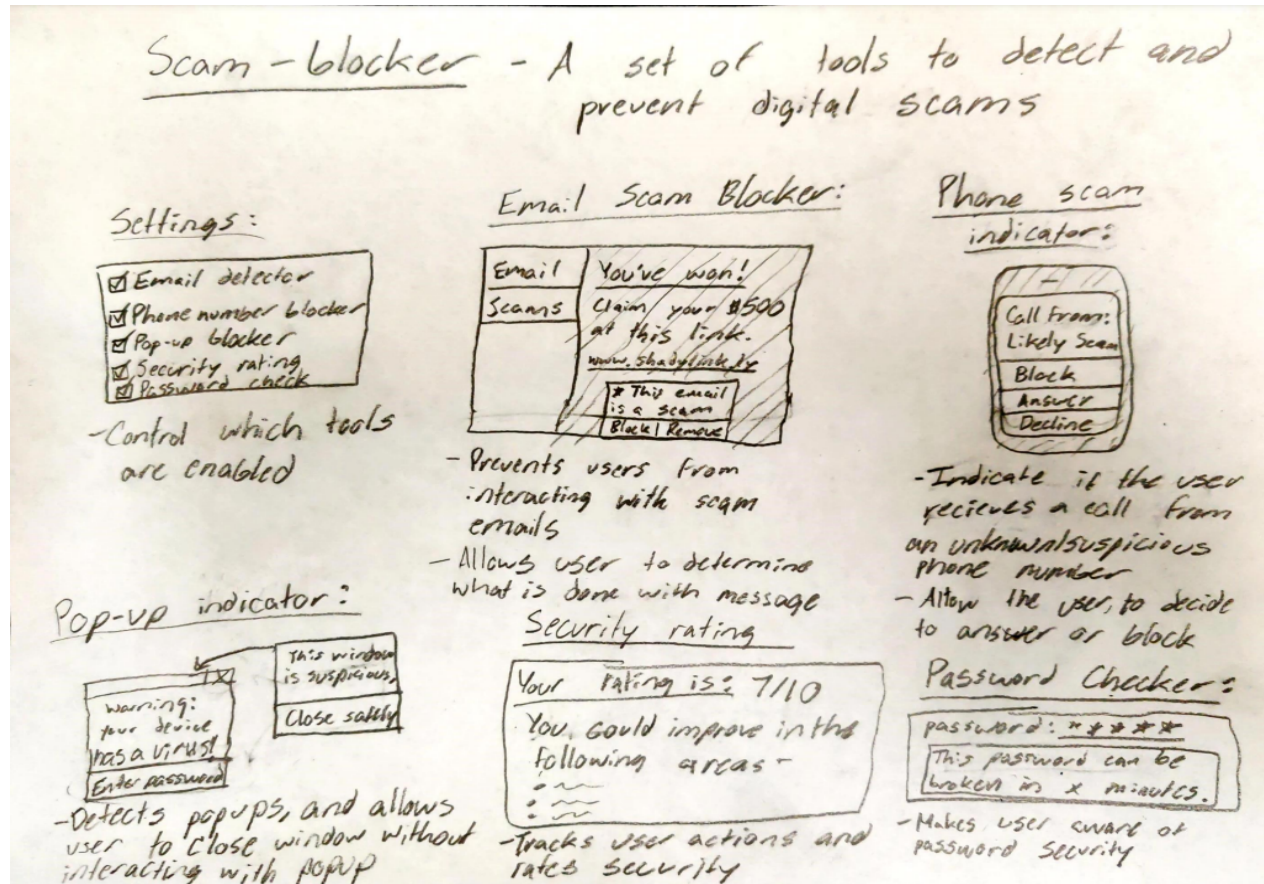 Scam-blocker - A set of tools to detect and
prevent digital scams
Settings:
Email detector
Phone number blocker
Pop-up blocker
Security rating
Password check
-Control which tools
are enabled
Email Scam Blocker:
Email
Scams
You've won!
Claim your $500
at this link.
www.shadylink.ly
* This email
is a scam
Block | Remove
- Prevents users from
interacting with scam
emails
- Allows user to determine
what is done with message
Phone scam
indicator:
Call from:
Likely Scam
Block
Answer
Decline
-Indicate if the user
recieves a call from
an unknown/suspicious
phone number
- Allow the user, to decide
to answer or block
Pop-up indicator:
X
Warning:
your device
has a virus!
Enter password
This window
is suspicious.
Close safely
-Detects popups, and allows
user to close window without
interacting with popup
Security rating
Your rating is: 7/10
You could improve in the
following areas-
-Tracks user actions and
rates security
Password Checker:
password: *****
This password can be
broken in x minutes.
- Makes user aware of
password security